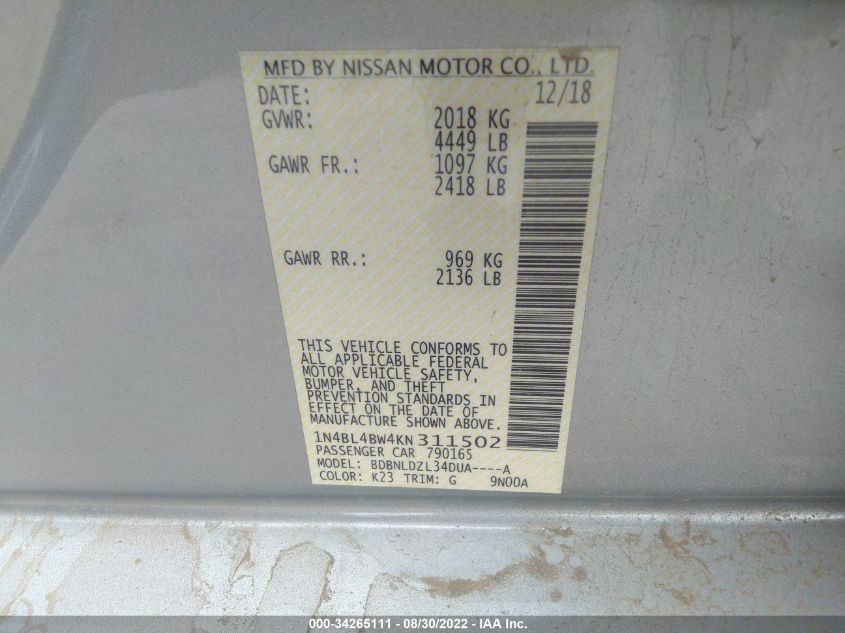 MFD BY NISSAN MOTOR CO., LTD.
DATE: 12/18
GVWR: 2018 KG
4449 LB
GAWR FR.: 1097 KG
2418 LB
GAWR RR.: 969 KG
2136 LB
THIS VEHICLE CONFORMS TO
ALL APPLICABLE FEDERAL
MOTOR VEHICLE SAFETY,
BUMPER, AND THEFT
PREVENTION STANDARDS IN
EFFECT ON THE DATE OF
MANUFACTURE SHOWN ABOVE.
1N4BL4BW4KN311502
PASSENGER CAR 790165
MODEL: BDBNLDZL34DUA----A
COLOR: K23 TRIM: G 9N00A
000-34265111 - 08/30/2022 - IAA Inc.